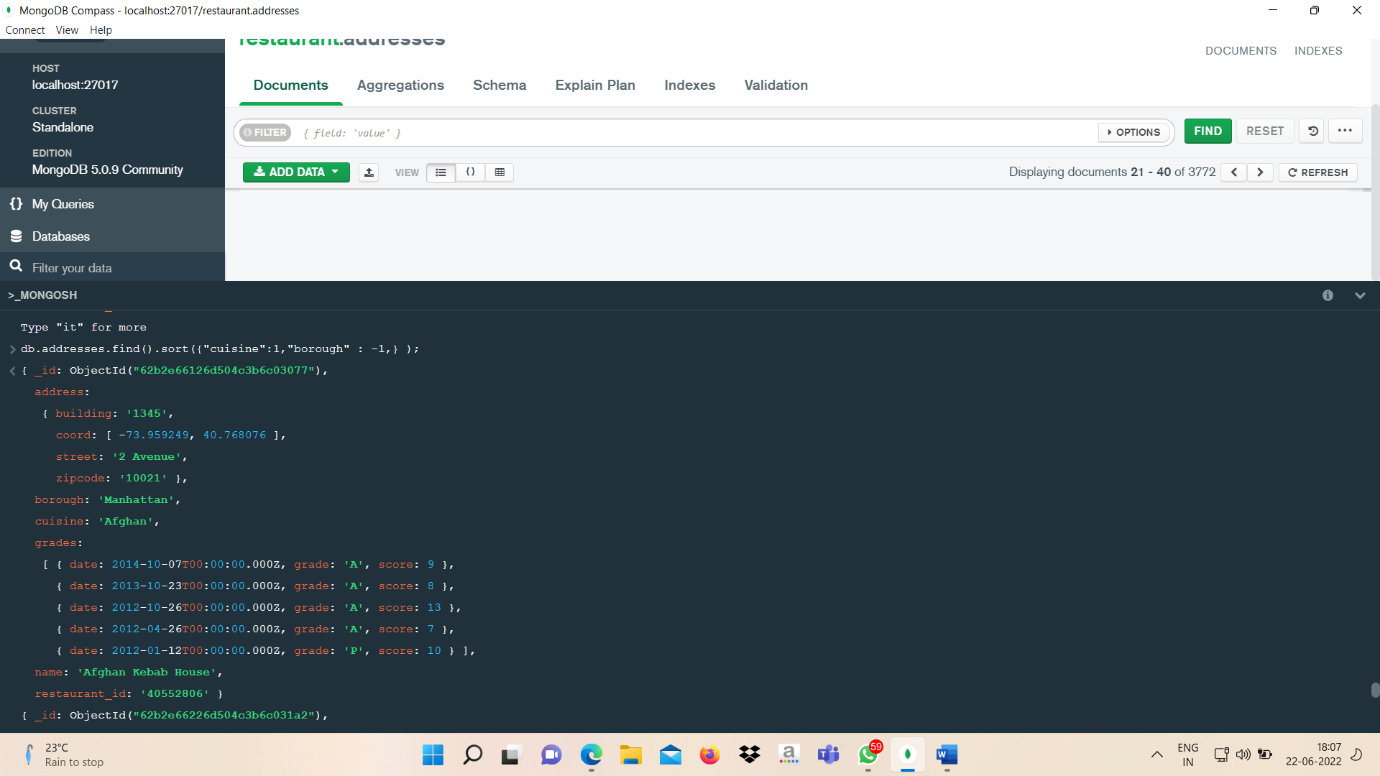 MongoDB Compass - localhost:27017/restaurant.addresses
Connect View Help
restaurant.addresses
DOCUMENTS INDEXES
HOST
localhost:27017
CLUSTER
Standalone
EDITION
MongoDB 5.0.9 Community
{} My Queries
Databases
Filter your data
Documents Aggregations Schema Explain Plan Indexes Validation
FILTER { field: 'value' } OPTIONS FIND RESET ...
ADD DATA VIEW {} Displaying documents 21 - 40 of 3772 < > REFRESH
>_MONGOSH
Type "it" for more
> db.addresses.find().sort({"cuisine":1,"borough" : -1,} );
< { _id: ObjectId("62b2e66126d504c3b6c03077"),
address:
{ building: '1345',
coord: [ -73.959249, 40.768076 ],
street: '2 Avenue',
zipcode: '10021' },
borough: 'Manhattan',
cuisine: 'Afghan',
grades:
[ { date: 2014-10-07T00:00:00.000Z, grade: 'A', score: 9 },
{ date: 2013-10-23T00:00:00.000Z, grade: 'A', score: 8 },
{ date: 2012-10-26T00:00:00.000Z, grade: 'A', score: 13 },
{ date: 2012-04-26T00:00:00.000Z, grade: 'A', score: 7 },
{ date: 2012-01-12T00:00:00.000Z, grade: 'P', score: 10 } ],
name: 'Afghan Kebab House',
restaurant_id: '40552806' }
{ _id: ObjectId("62b2e66226d504c3b6c031a2"),
23°C
Rain to stop
a
T
59
W
ENG
IN
18:07
22-06-2022